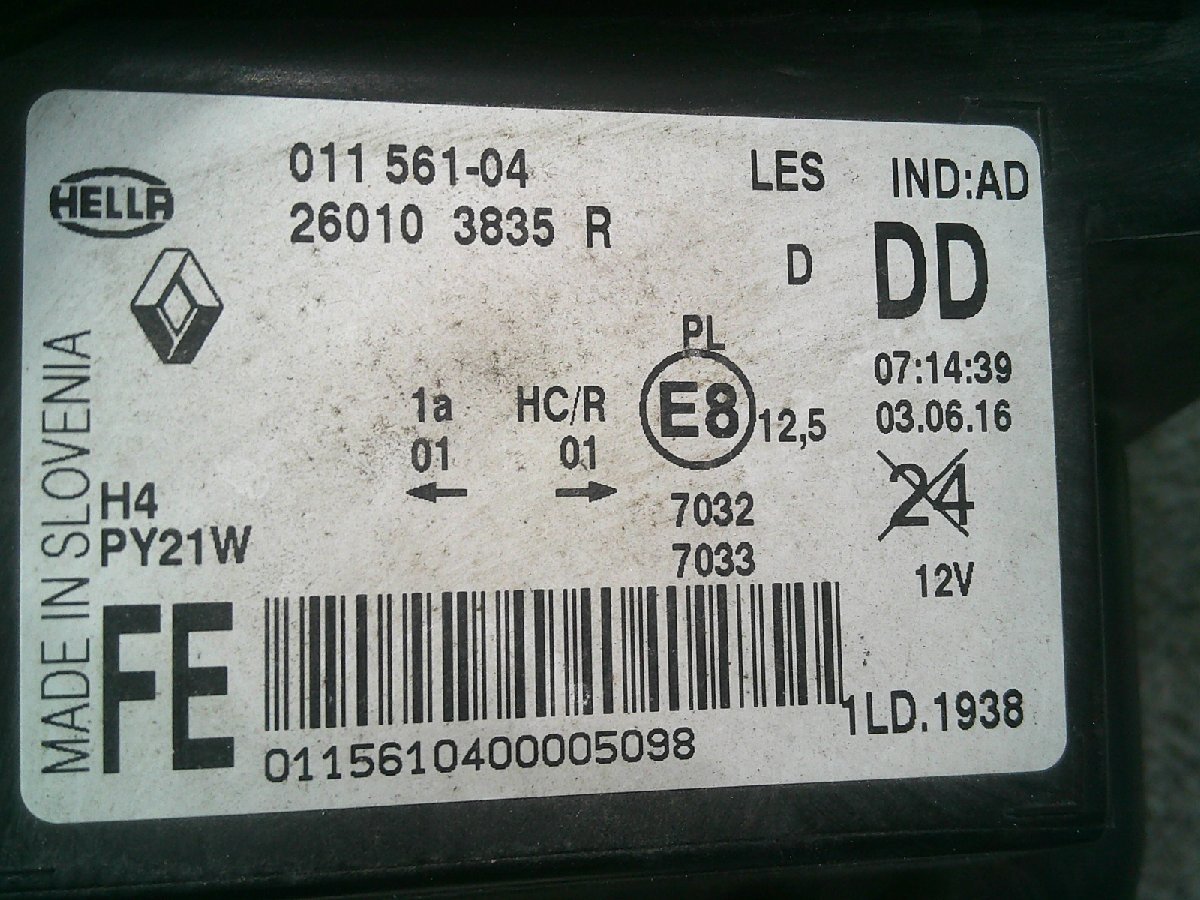 HELLA
011 561-04
26010 3835 R
LES
IND:AD
D
DD
PL
E8
12,5
07:14:39
03.06.16
1a
HC/R
01
01
7032
7033
24
12V
H4
PY21W
FE
MADE IN SLOVENIA
01156104000005098
1LD.1938